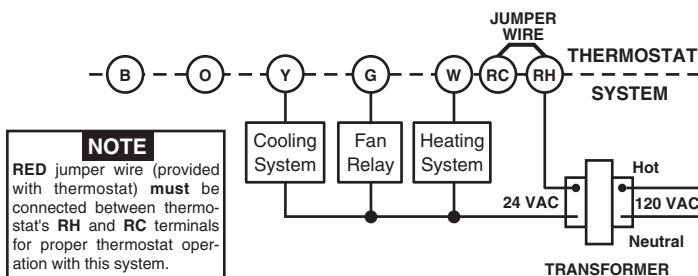 JUMPER
WIRE
THERMOSTAT
B O Y G W RC RH
SYSTEM
Cooling
System
Fan
Relay
Heating
System
NOTE
RED jumper wire (provided
with thermostat) must be
connected between thermo-
stat's RH and RC terminals
for proper thermostat oper-
ation with this system.
Hot
24 VAC
120 VAC
Neutral
TRANSFORMER